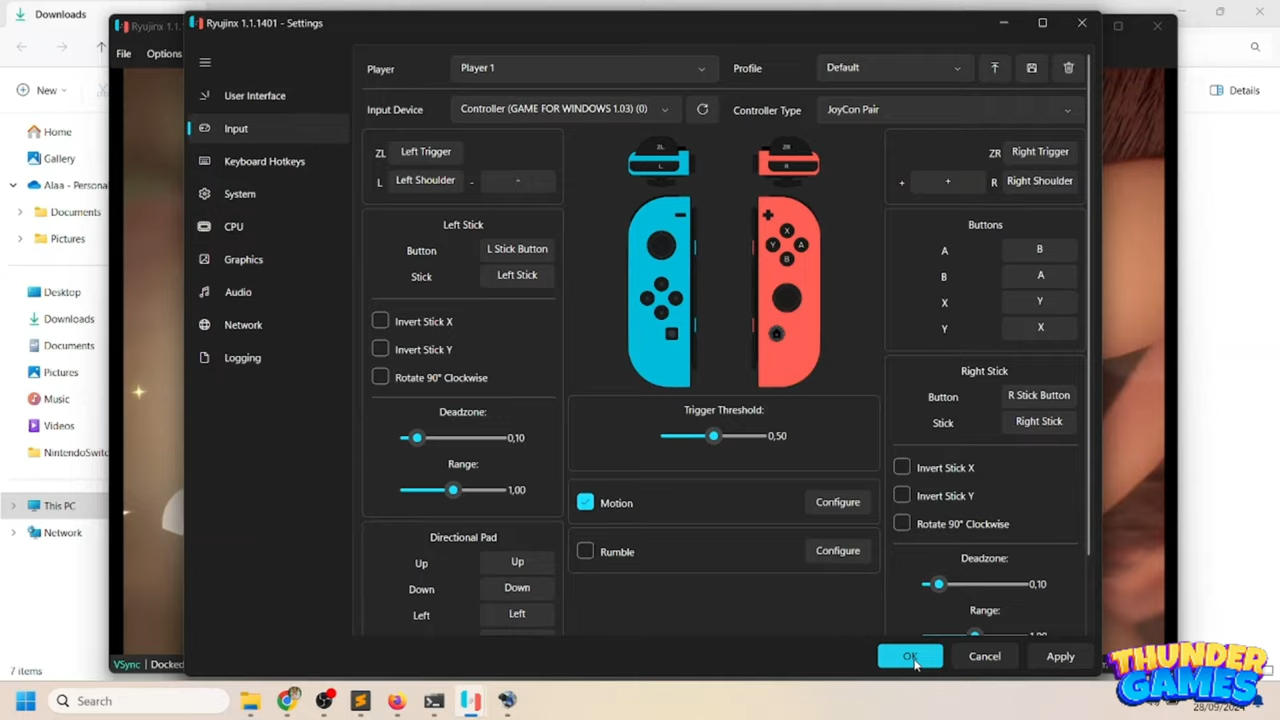 Downloads
Ryujinx 1.1.
Ryujinx 1.1.1401 - Settings
File
Options
New
Details
Home
Gallery
Alaa - Persona
Documents
Pictures
Desktop
Downloads
Documents
Pictures
Music
Videos
NintendoSwitc
This PC
Network
7 items
User Interface
Input
Keyboard Hotkeys
System
CPU
Graphics
Audio
Network
Logging
Player
Player 1
Profile
Default
Input Device
Controller (GAME FOR WINDOWS 1.03) (0)
Controller Type
JoyCon Pair
ZL
Left Trigger
L
Left Shoulder
-
-
ZL
L
ZR
R
X
Y
A
B
ZR
Right Trigger
+
+
R
Right Shoulder
Left Stick
Button
L Stick Button
Stick
Left Stick
Invert Stick X
Invert Stick Y
Rotate 90° Clockwise
Deadzone:
0,10
Range:
1,00
Directional Pad
Up
Up
Down
Down
Left
Left
Trigger Threshold:
0,50
Motion
Configure
Rumble
Configure
Buttons
A
B
B
A
X
Y
Y
X
Right Stick
Button
R Stick Button
Stick
Right Stick
Invert Stick X
Invert Stick Y
Rotate 90° Clockwise
Deadzone:
0,10
Range:
1,00
OK
Cancel
Apply
VSync
Docked
Search
THUNDER
GAMES
28/09/2024